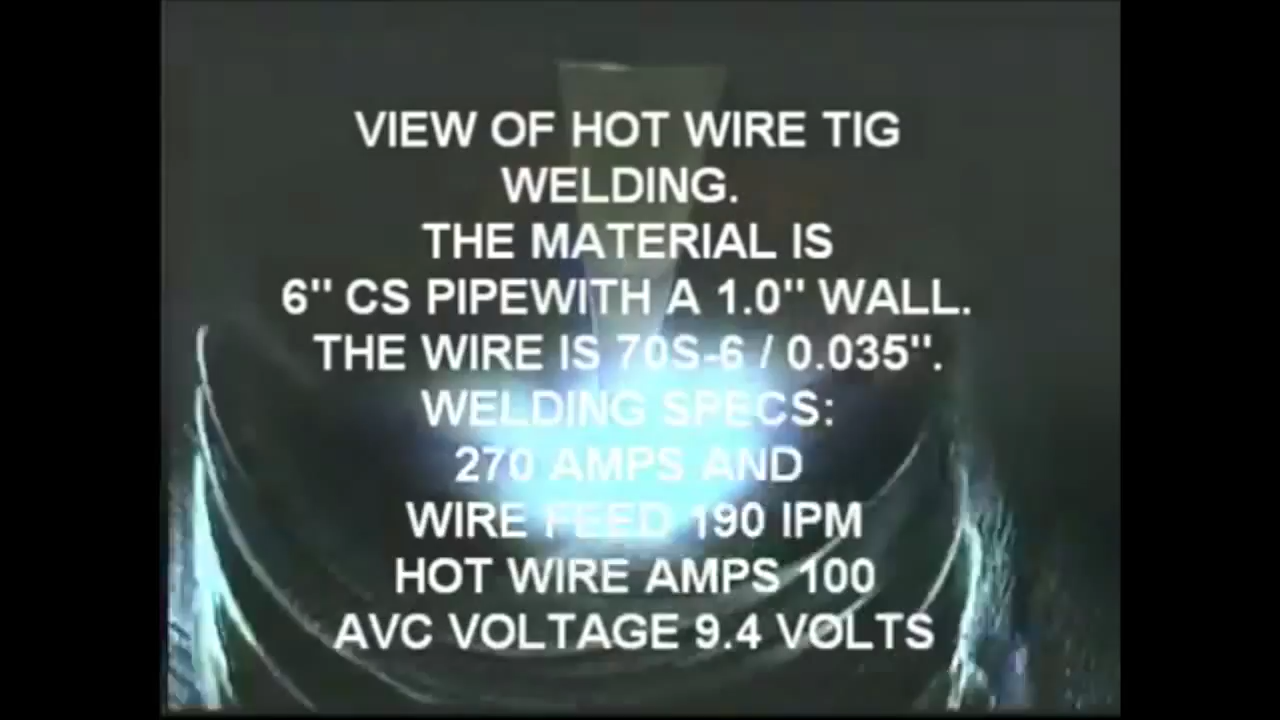 VIEW OF HOT WIRE TIG
WELDING.
THE MATERIAL IS
6" CS PIPEWITH A 1.0" WALL.
THE WIRE IS 70S-6 / 0.035".
WELDING SPECS:
270 AMPS AND
WIRE FEED 190 IPM
HOT WIRE AMPS 100
AVC VOLTAGE 9.4 VOLTS